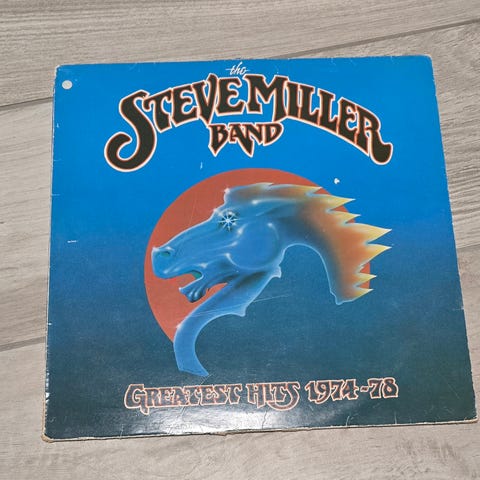 the
STEVE MILLER
BAND
GREATEST HITS 1974-78